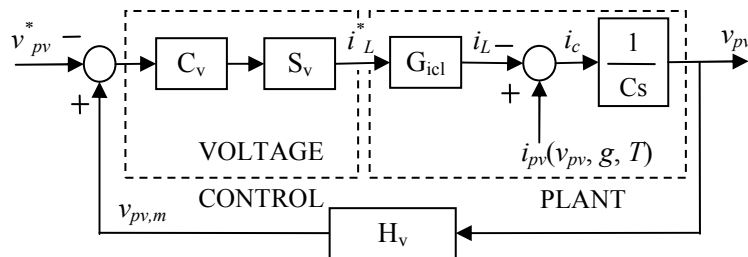 v*pv − i*L iL − ic vpv
Cv Sv Gicl 1
Cs
+ +
VOLTAGE ipv(vpv, g, T)
CONTROL PLANT
vpv,m
Hv